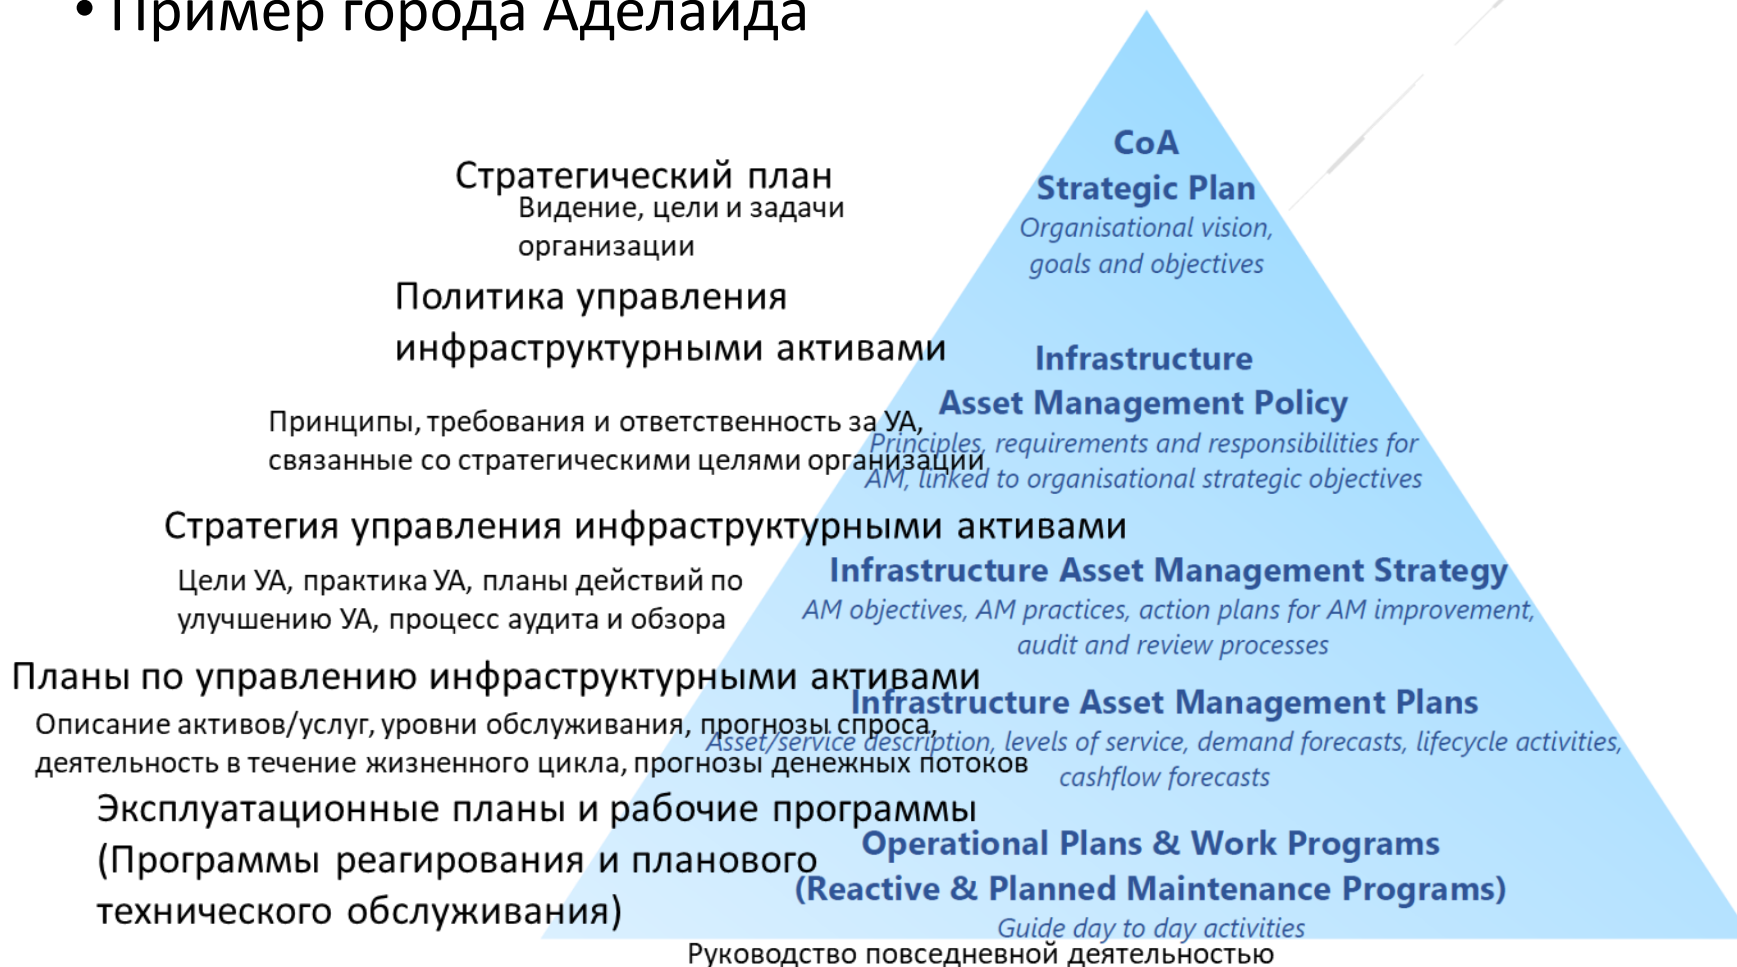 • Пример города Аделаида
CoA
Strategic Plan
Organisational vision,
goals and objectives
Стратегический план
Видение, цели и задачи
организации
Политика управления
инфраструктурными активами
Infrastructure
Asset Management Policy
Principles, requirements and responsibilities for
AM, linked to organisational strategic objectives
Принципы, требования и ответственность за УА,
связанные со стратегическими целями организации
Стратегия управления инфраструктурными активами
Infrastructure Asset Management Strategy
AM objectives, AM practices, action plans for AM improvement,
audit and review processes
Цели УА, практика УА, планы действий по
улучшению УА, процесс аудита и обзора
Планы по управлению инфраструктурными активами
Infrastructure Asset Management Plans
Asset/service description, levels of service, demand forecasts, lifecycle activities,
cashflow forecasts
Описание активов/услуг, уровни обслуживания, прогнозы спроса,
деятельность в течение жизненного цикла, прогнозы денежных потоков
Эксплуатационные планы и рабочие программы
(Программы реагирования и планового
технического обслуживания)
Operational Plans & Work Programs
(Reactive & Planned Maintenance Programs)
Guide day to day activities
Руководство повседневной деятельностью